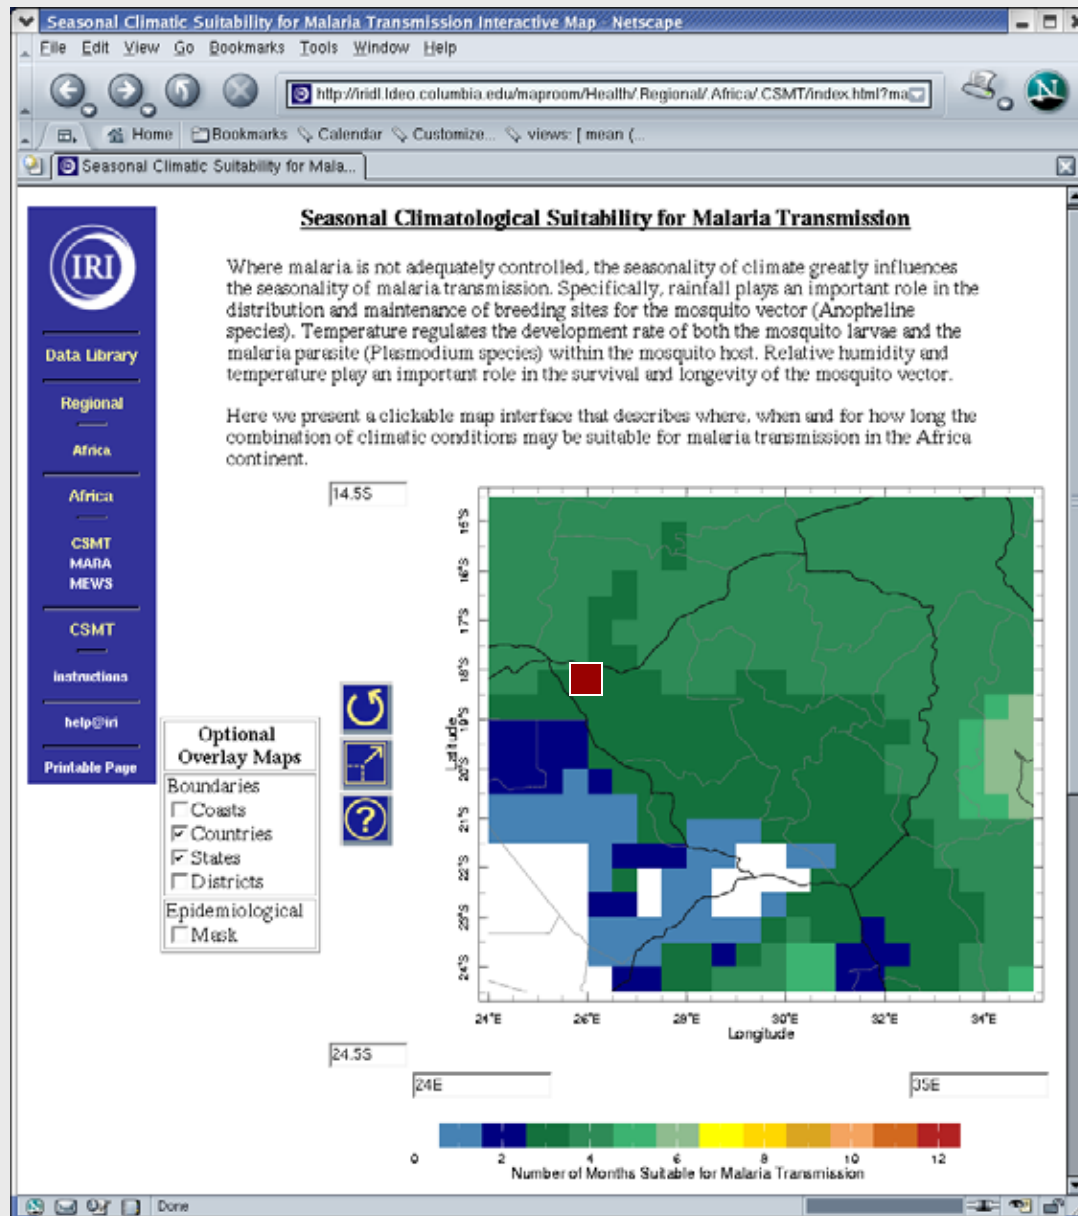 Seasonal Climatic Suitability for Malaria Transmission Interactive Map - Netscape
File Edit View Go Bookmarks Tools Window Help
http://iridl.ldeo.columbia.edu/maproom/Health/.Regional/.Africa/.CSMT/index.html?ma
N
Home Bookmarks Calendar Customize... views: [ mean (...
Seasonal Climatic Suitability for Mala...
IRI
Data Library
Regional
Africa
Africa
CSMT
MARA
MEWS
CSMT
instructions
help@iri
Printable Page
Seasonal Climatological Suitability for Malaria Transmission
Where malaria is not adequately controlled, the seasonality of climate greatly influences
the seasonality of malaria transmission. Specifically, rainfall plays an important role in the
distribution and maintenance of breeding sites for the mosquito vector (Anopheline
species). Temperature regulates the development rate of both the mosquito larvae and the
malaria parasite (Plasmodium species) within the mosquito host. Relative humidity and
temperature play an important role in the survival and longevity of the mosquito vector.
Here we present a clickable map interface that describes where, when and for how long the
combination of climatic conditions may be suitable for malaria transmission in the Africa
continent.
14.5S
Optional
Overlay Maps
Boundaries
Coasts
Countries
States
Districts
Epidemiological
Mask
?
15°S
16°S
17°S
18°S
19°S
20°S
21°S
22°S
23°S
24°S
Latitude
24°E 26°E 28°E 30°E 32°E 34°E
Longitude
24.5S
24E 35E
0 2 4 6 8 10 12
Number of Months Suitable for Malaria Transmission
Done